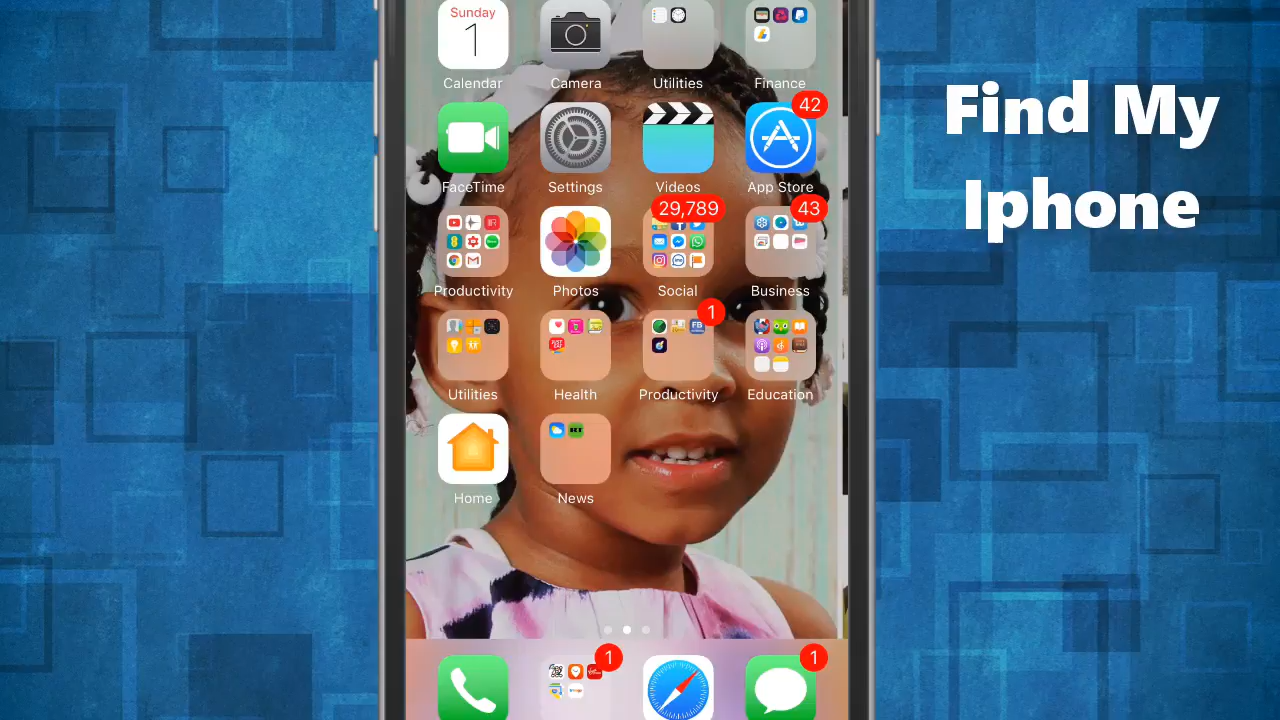 Sunday
1
Calendar
Camera
Utilities
Finance
Find My
Iphone
42
FaceTime
Settings
Videos
App Store
29,789
43
Productivity
Photos
Social
Business
1
FB
Utilities
Health
Productivity
Education
Home
News
1
1